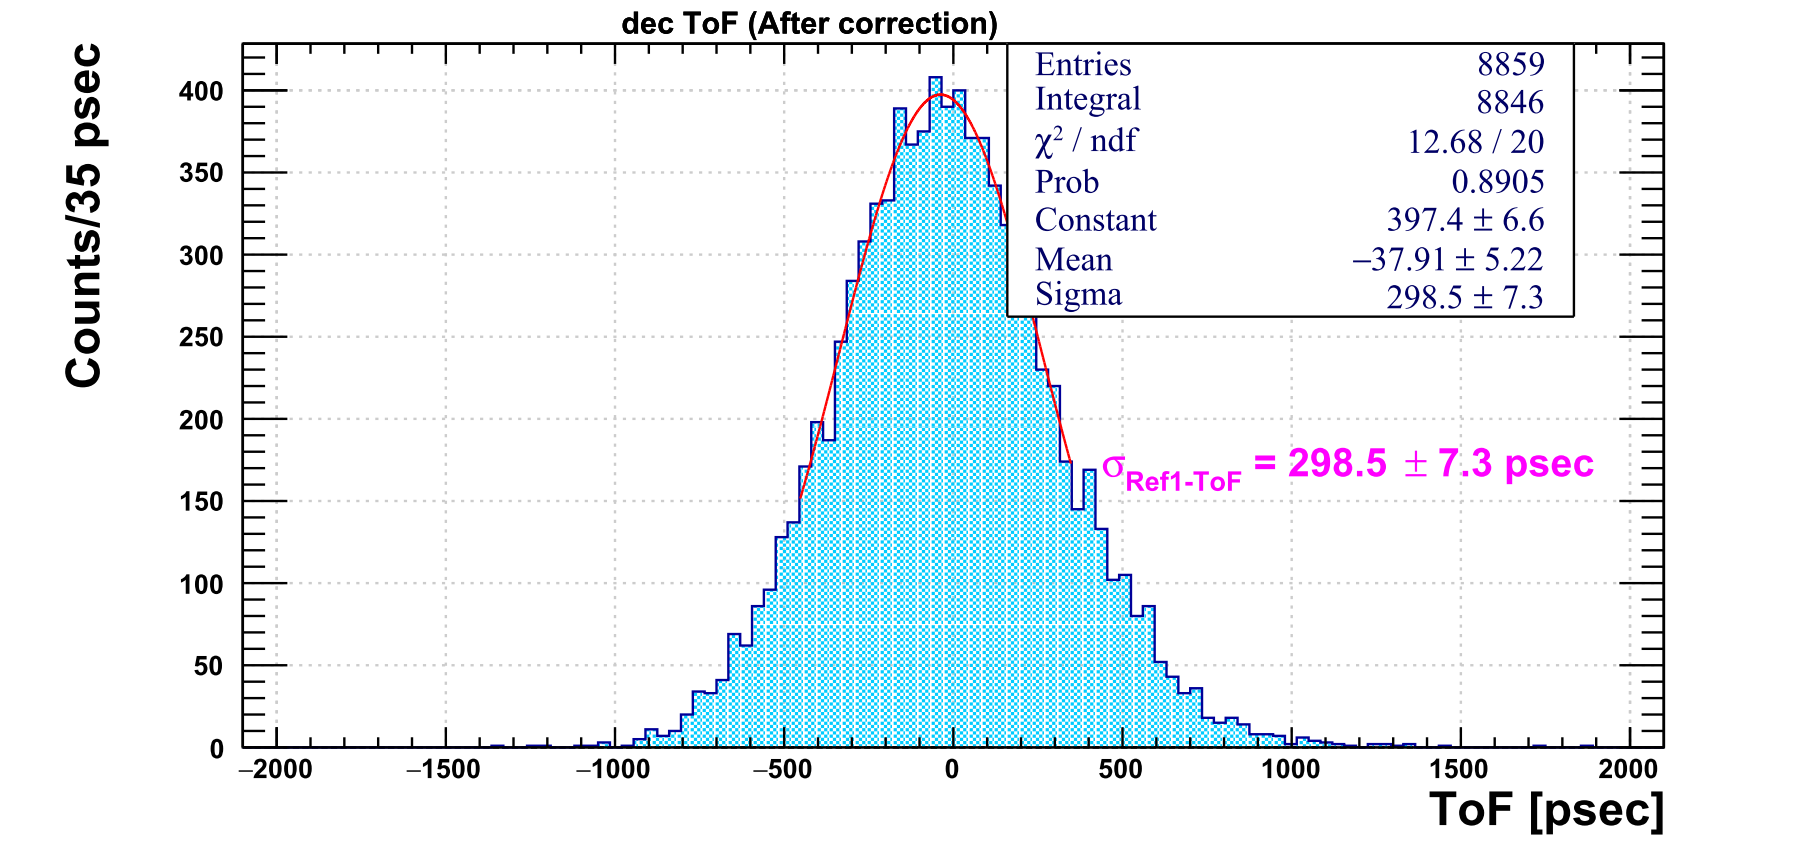 dec ToF (After correction)
Counts/35 psec
Entries 8859
Integral 8846
χ² / ndf 12.68 / 20
Prob 0.8905
Constant 397.4 ± 6.6
Mean −37.91 ± 5.22
Sigma 298.5 ± 7.3
400
350
300
250
200
150
100
50
0
σRef1-ToF = 298.5 ± 7.3 psec
−2000 −1500 −1000 −500 0 500 1000 1500 2000
ToF [psec]